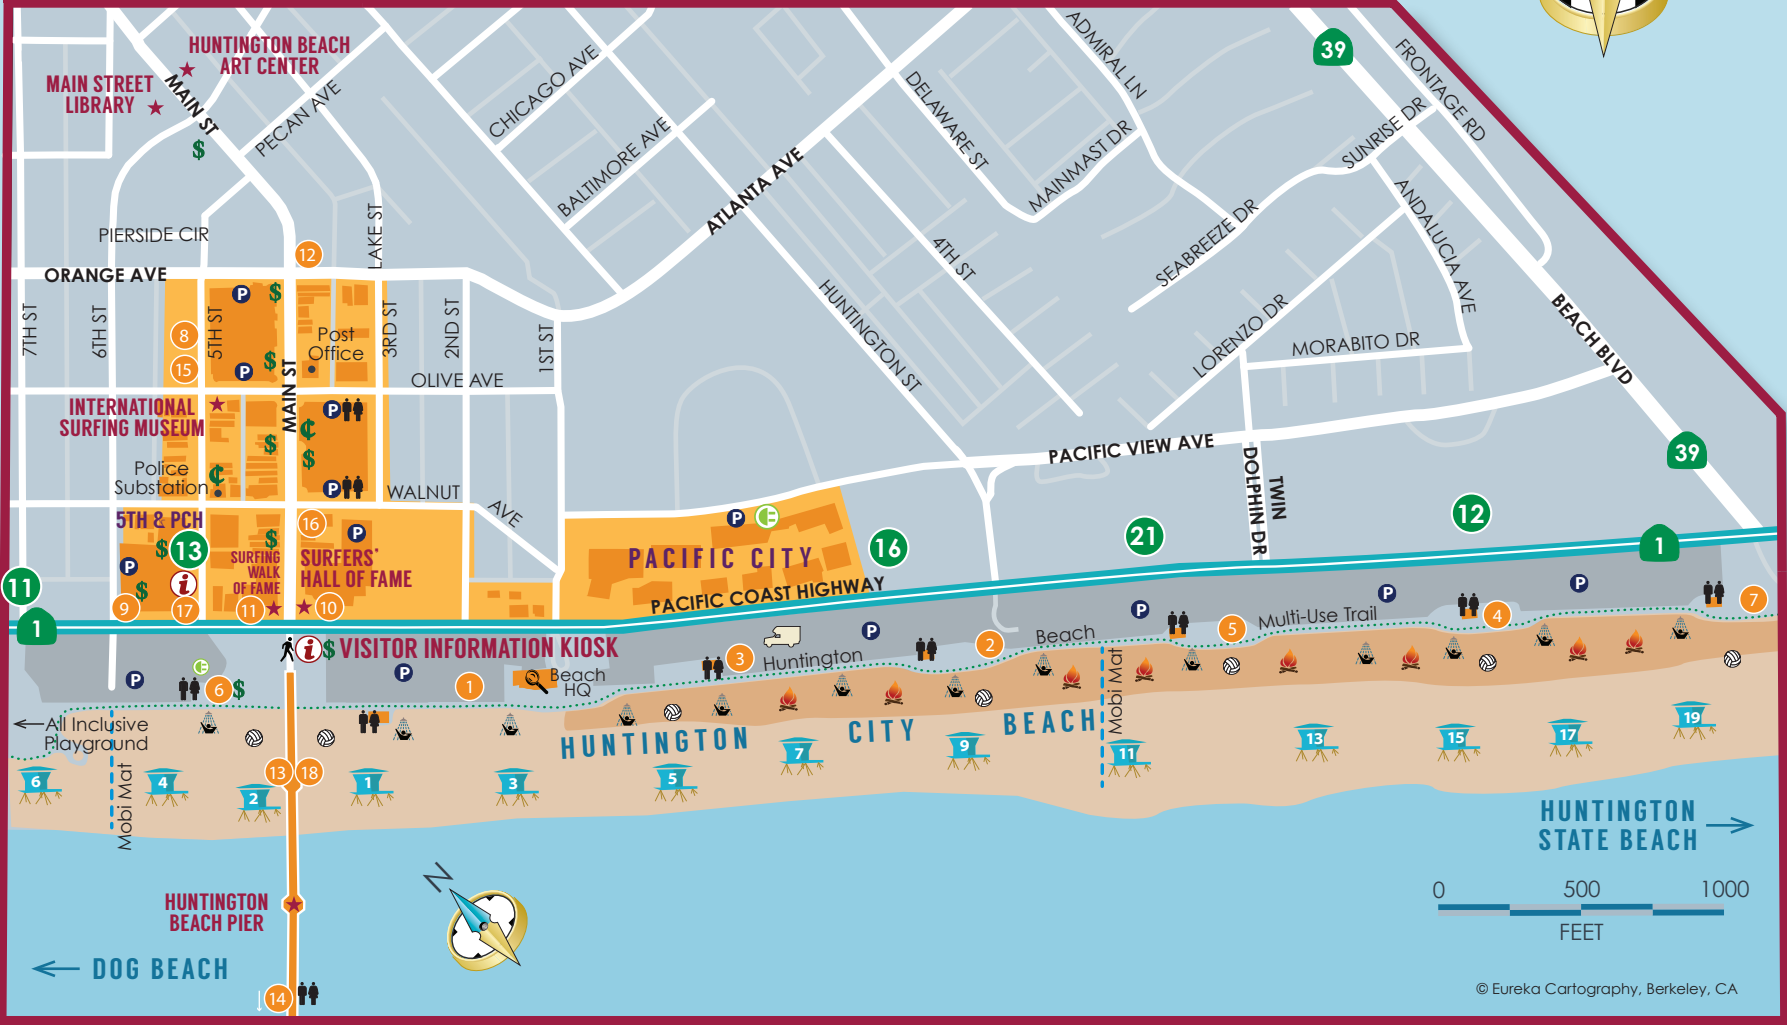 HUNTINGTON BEACH
ART CENTER
MAIN STREET
LIBRARY
MAIN ST
$
PECAN AVE
CHICAGO AVE
BALTIMORE AVE
ATLANTA AVE
DELAWARE ST
ADMIRAL LN
MAINMAST DR
39
FRONTAGE RD
SUNRISE DR
ANDALUCIA AVE
SEABREEZE DR
4TH ST
HUNTINGTON ST
LORENZO DR
MORABITO DR
BEACH BLVD
39
PIERSIDE CIR
LAKE ST
ORANGE AVE
12
7TH ST
6TH ST
5TH ST
MAIN ST
3RD ST
2ND ST
1ST ST
P
$
8
15
Post
Office
P
$
OLIVE AVE
INTERNATIONAL
SURFING MUSEUM
P
¢
$
$
Police
Substation
¢
P
WALNUT
AVE
PACIFIC VIEW AVE
TWIN
DOLPHIN DR
5TH & PCH
$
13
P
$
i
9
17
$
SURFING
WALK
OF FAME
11
16
P
SURFERS'
HALL OF FAME
10
P
PACIFIC CITY
PACIFIC COAST HIGHWAY
16
21
12
1
11
1
i
$
VISITOR INFORMATION KIOSK
P
6
$
P
1
Beach
HQ
3
Huntington
P
2
Beach
P
5
Multi-Use Trail
P
4
P
7
All Inclusive
Playground
Mobi Mat
Mobi Mat
HUNTINGTON
CITY
BEACH
6
4
2
13
18
1
3
5
7
9
11
13
15
17
19
HUNTINGTON
STATE BEACH
HUNTINGTON
BEACH PIER
N
DOG BEACH
14
0
500
1000
FEET
© Eureka Cartography, Berkeley, CA